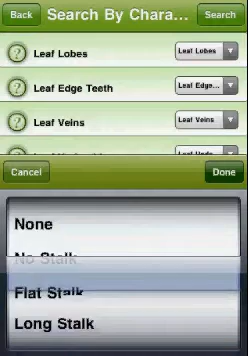 Back Search By Chara... Search
Leaf Lobes Leaf Lobes
Leaf Edge Teeth Leaf Edge...
Leaf Veins Leaf Veins
Cancel Done
None
No Stalk
Flat Stalk
Long Stalk